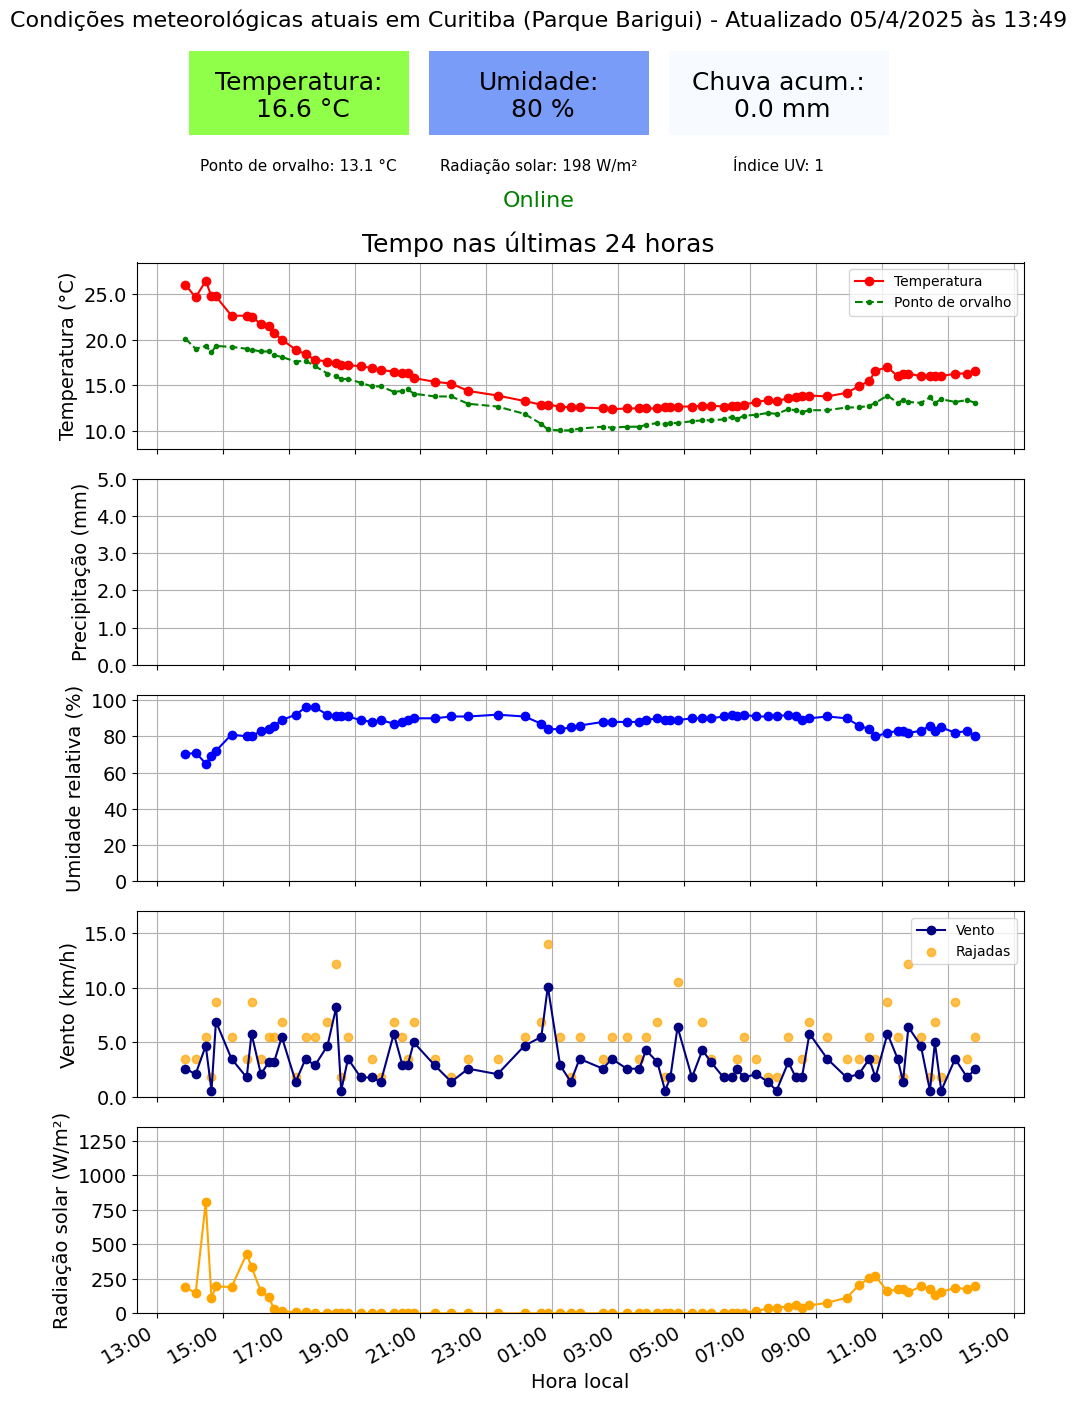 Condições meteorológicas atuais em Curitiba (Parque Barigui) - Atualizado 05/4/2025 às 13:49
Temperatura:
16.6 °C
Umidade:
80 %
Chuva acum.:
0.0 mm
Ponto de orvalho: 13.1 °C
Radiação solar: 198 W/m²
Índice UV: 1
Online
Tempo nas últimas 24 horas
Temperatura (°C)
25.0
20.0
15.0
10.0
Temperatura
Ponto de orvalho
Precipitação (mm)
5.0
4.0
3.0
2.0
1.0
0.0
Umidade relativa (%)
100
80
60
40
20
0
Vento (km/h)
15.0
10.0
5.0
0.0
Vento
Rajadas
Radiação solar (W/m²)
1250
1000
750
500
250
0
13:00
15:00
17:00
19:00
21:00
23:00
01:00
03:00
05:00
07:00
09:00
11:00
13:00
15:00
Hora local